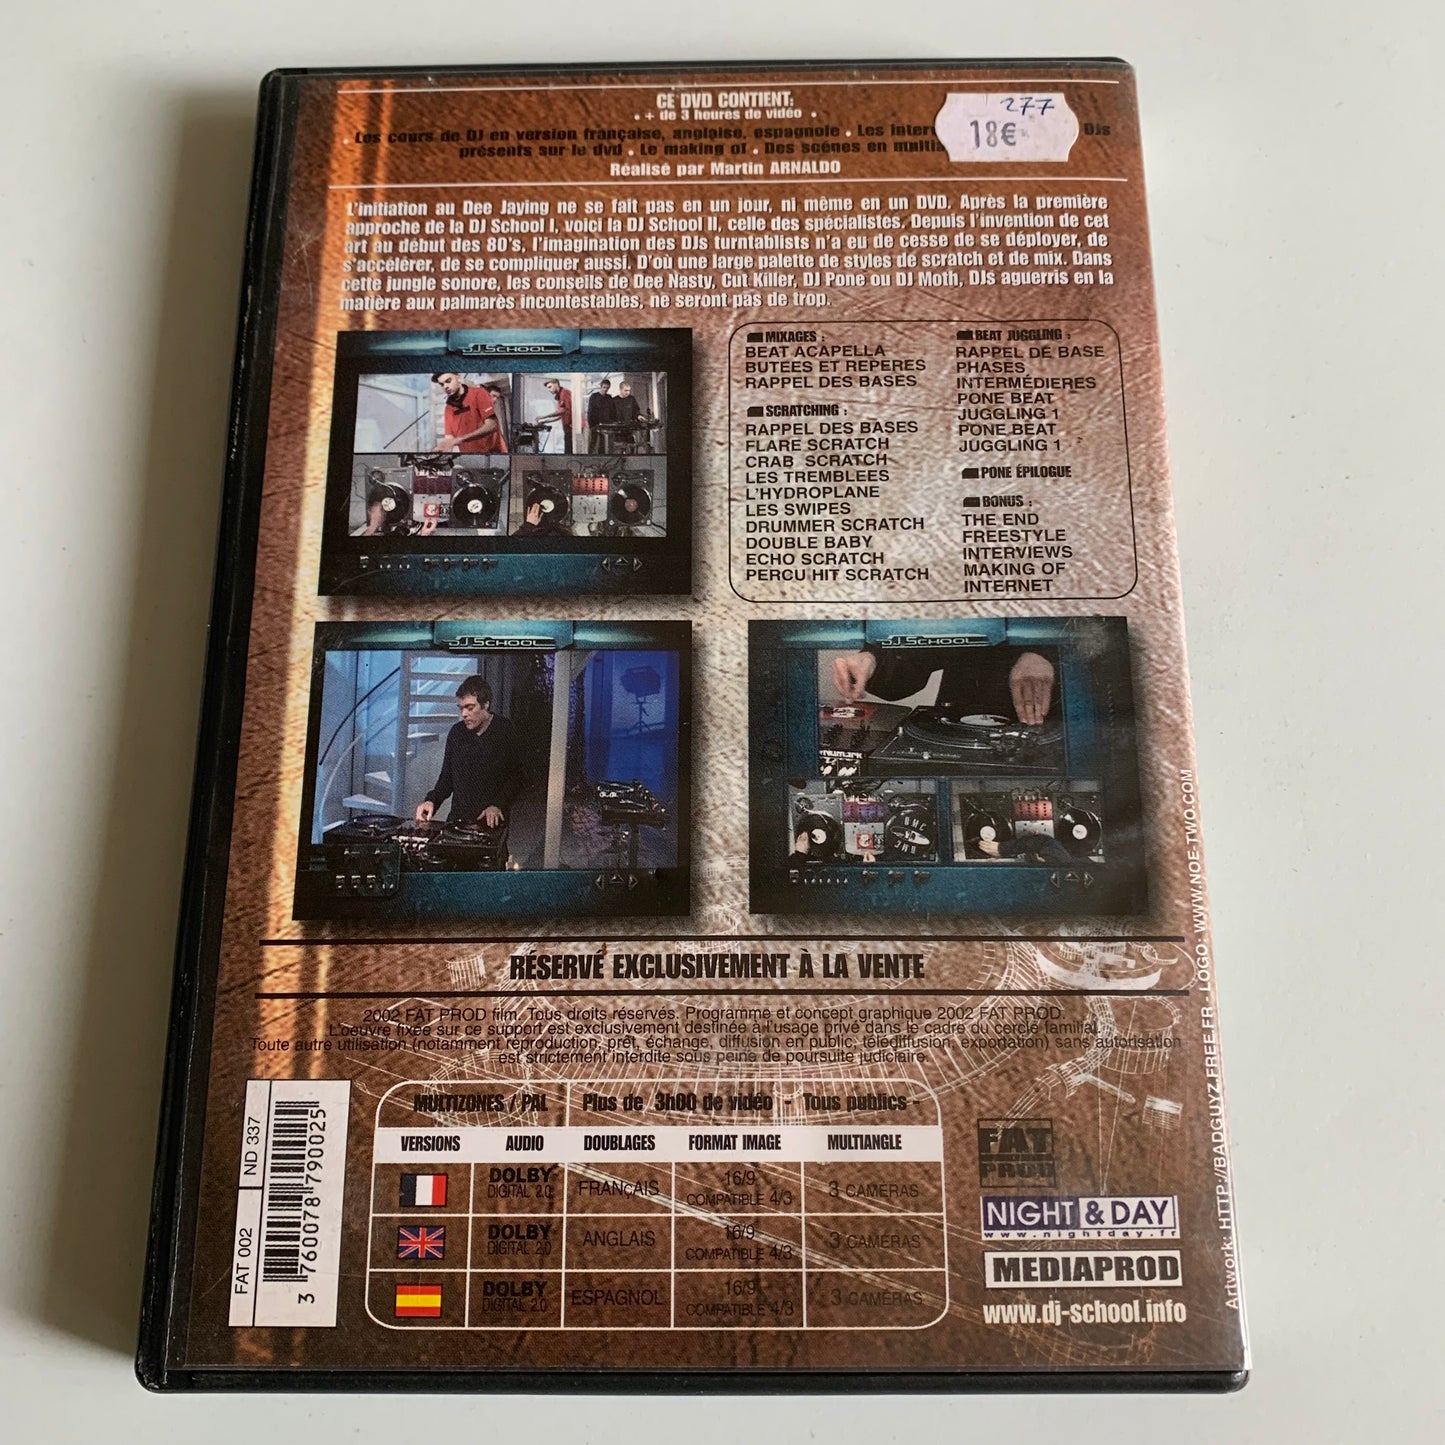 CE DVD CONTIENT:
• + de 3 heures de vidéo •
277
18€
• Les cours de DJ en version française, anglaise, espagnole • Les interv DJs
présents sur le dvd • Le making of • Des scénes en multia
Réalisé par Martin ARNALDO
L'initiation au Dee Jaying ne se fait pas en un jour, ni même en un DVD. Après la première
approche de la DJ School I, voici la DJ School II, celle des spécialistes. Depuis l'invention de cet
art au début des 80's, l'imagination des DJs turntablists n'a eu de cesse de se déployer, de
s'accélérer, de se compliquer aussi. D'où une large palette de styles de scratch et de mix. Dans
cette jungle sonore, les conseils de Dee Nasty, Cut Killer, DJ Pone ou DJ Moth, DJs aguerris en la
matière aux palmarès incontestables, ne seront pas de trop.
DJ SCHOOL
MIXAGES :
BEAT ACAPELLA
BUTEES ET REPERES
RAPPEL DES BASES
SCRATCHING :
RAPPEL DES BASES
FLARE SCRATCH
CRAB SCRATCH
LES TREMBLEES
L'HYDROPLANE
LES SWIPES
DRUMMER SCRATCH
DOUBLE BABY
ECHO SCRATCH
PERCU HIT SCRATCH
BEAT JUGGLING :
RAPPEL DE BASE
PHASES
INTERMÉDIERES
PONE BEAT
JUGGLING 1
PONE BEAT
JUGGLING 1
PONE ÉPILOGUE
BONUS :
THE END
FREESTYLE
INTERVIEWS
MAKING OF
INTERNET
DJ SCHOOL
DJ SCHOOL
RÉSERVÉ EXCLUSIVEMENT À LA VENTE
2002 FAT PROD film. Tous droits réservés. Programme et concept graphique 2002 FAT PROD.
L'oeuvre fixée sur ce support est exclusivement destinée à l'usage privé dans le cadre du cercle familial.
Toute autre utilisation (notamment reproduction, prêt, échange, diffusion en public, télédiffusion, exportation) sans autorisation
est strictement interdite sous peine de poursuite judiciaire.
MULTIZONES / PAL Plus de 3h00 de vidéo - Tous publics -
VERSIONS AUDIO DOUBLAGES FORMAT IMAGE MULTIANGLE
DOLBY DIGITAL 2.0 FRANçAIS 16/9 COMPATIBLE 4/3 3 CAMÉRAS
DOLBY DIGITAL 2.0 ANGLAIS 16/9 COMPATIBLE 4/3 3 CAMÉRAS
DOLBY DIGITAL 2.0 ESPAGNOL 16/9 COMPATIBLE 4/3 3 CAMÉRAS
FAT 002
ND 337
3 760078 790025
FAT
PROD
NIGHT & DAY
www.nightday.fr
MEDIAPROD
www.dj-school.info
Artwork: HTTP://BADGUYZ.FREE.FR - LOGO: WWW.NOE-TWO.COM